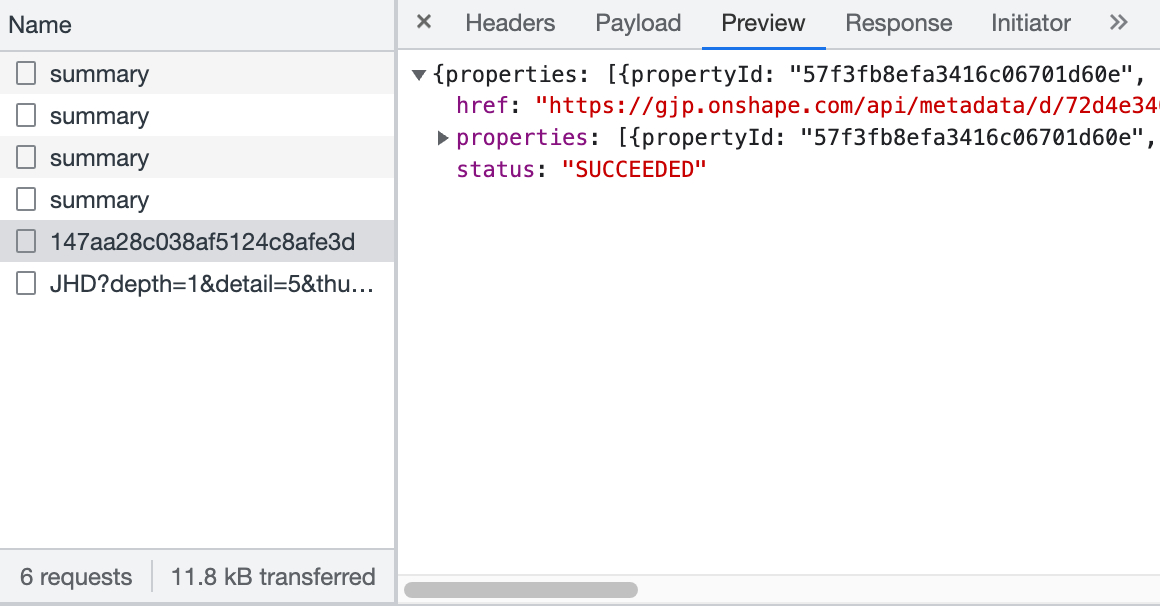 Name
summary
summary
summary
summary
147aa28c038af5124c8afe3d
JHD?depth=1&detail=5&thu…
6 requests
11.8 kB transferred
× Headers Payload Preview Response Initiator »
▼{properties: [{propertyId: "57f3fb8efa3416c06701d60e",
href: "https://gjp.onshape.com/api/metadata/d/72d4e34
▶properties: [{propertyId: "57f3fb8efa3416c06701d60e",
status: "SUCCEEDED"